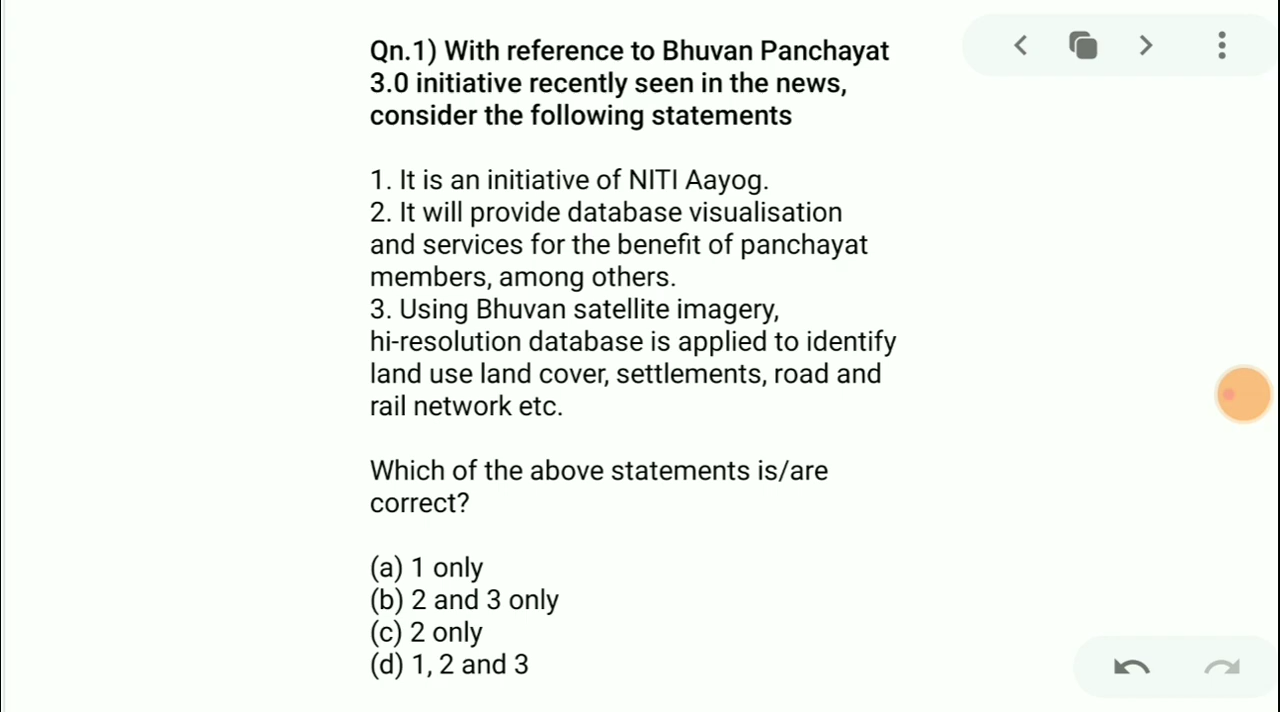 Qn.1) With reference to Bhuvan Panchayat
3.0 initiative recently seen in the news,
consider the following statements
1. It is an initiative of NITI Aayog.
2. It will provide database visualisation
and services for the benefit of panchayat
members, among others.
3. Using Bhuvan satellite imagery,
hi-resolution database is applied to identify
land use land cover, settlements, road and
rail network etc.
Which of the above statements is/are
correct?
(a) 1 only
(b) 2 and 3 only
(c) 2 only
(d) 1, 2 and 3